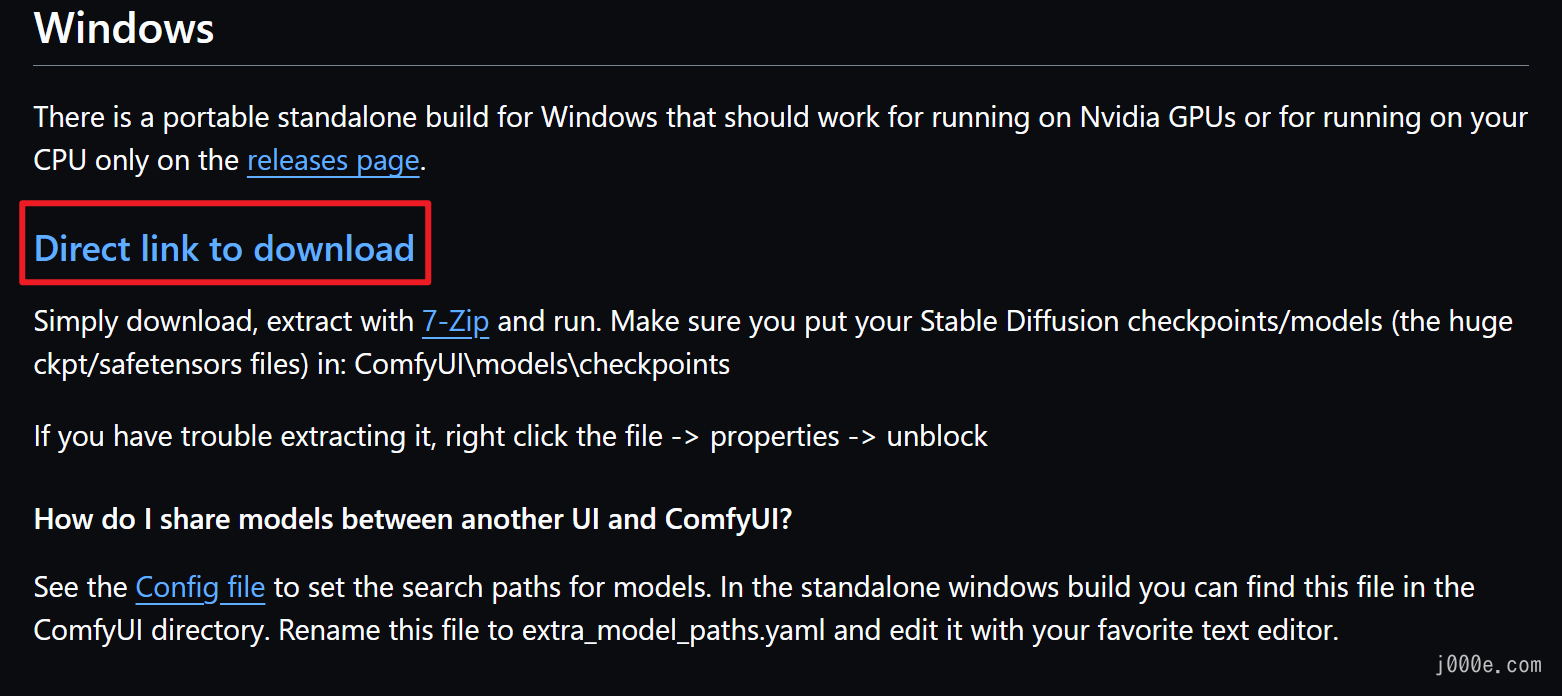 Windows
There is a portable standalone build for Windows that should work for running on Nvidia GPUs or for running on your
CPU only on the releases page.
Direct link to download
Simply download, extract with 7-Zip and run. Make sure you put your Stable Diffusion checkpoints/models (the huge
ckpt/safetensors files) in: ComfyUI\models\checkpoints
If you have trouble extracting it, right click the file -> properties -> unblock
How do I share models between another UI and ComfyUI?
See the Config file to set the search paths for models. In the standalone windows build you can find this file in the
ComfyUI directory. Rename this file to extra_model_paths.yaml and edit it with your favorite text editor.
j000e.com